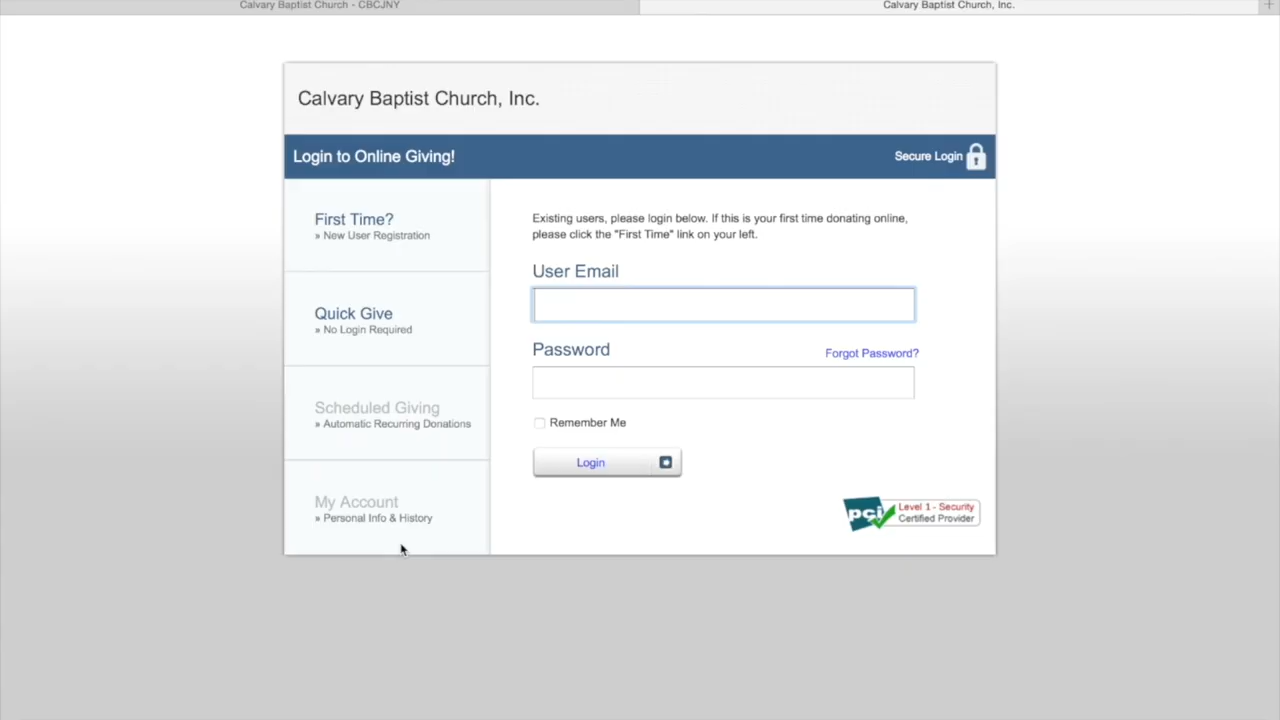 Calvary Baptist Church - CBCJNY
Calvary Baptist Church, Inc.
Calvary Baptist Church, Inc.
Login to Online Giving!
Secure Login
First Time?
» New User Registration
Quick Give
» No Login Required
Scheduled Giving
» Automatic Recurring Donations
My Account
» Personal Info & History
Existing users, please login below. If this is your first time donating online,
please click the "First Time" link on your left.
User Email
Password
Forgot Password?
Remember Me
Login
pci
Level 1 - Security
Certified Provider